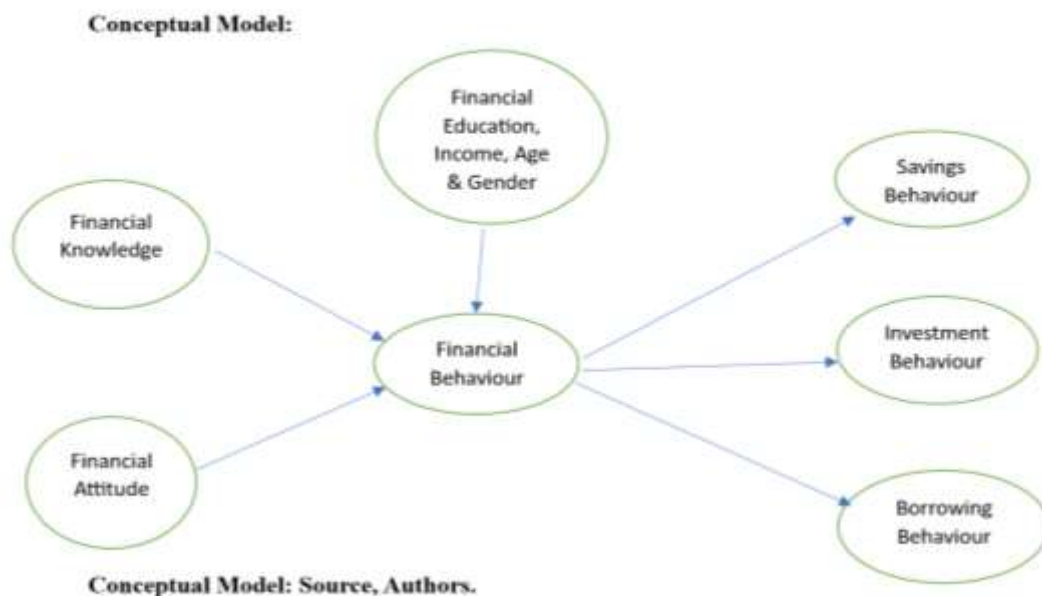 Conceptual Model:
Financial
Education,
Income, Age
& Gender
Savings
Behaviour
Financial
Knowledge
Financial
Behaviour
Investment
Behaviour
Financial
Attitude
Borrowing
Behaviour
Conceptual Model: Source, Authors.